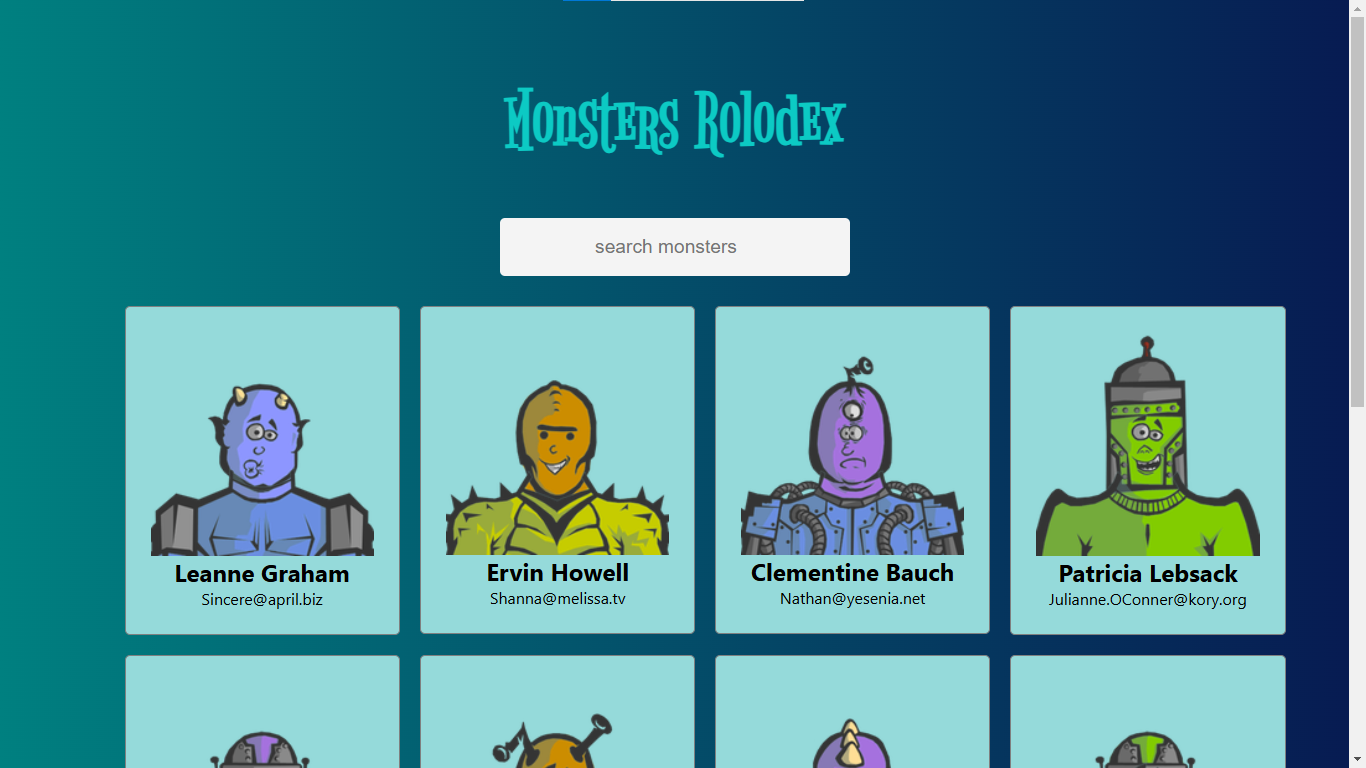 Monsters Rolodex
search monsters
Leanne Graham
Sincere@april.biz
Ervin Howell
Shanna@melissa.tv
Clementine Bauch
Nathan@yesenia.net
Patricia Lebsack
Julianne.OConner@kory.org